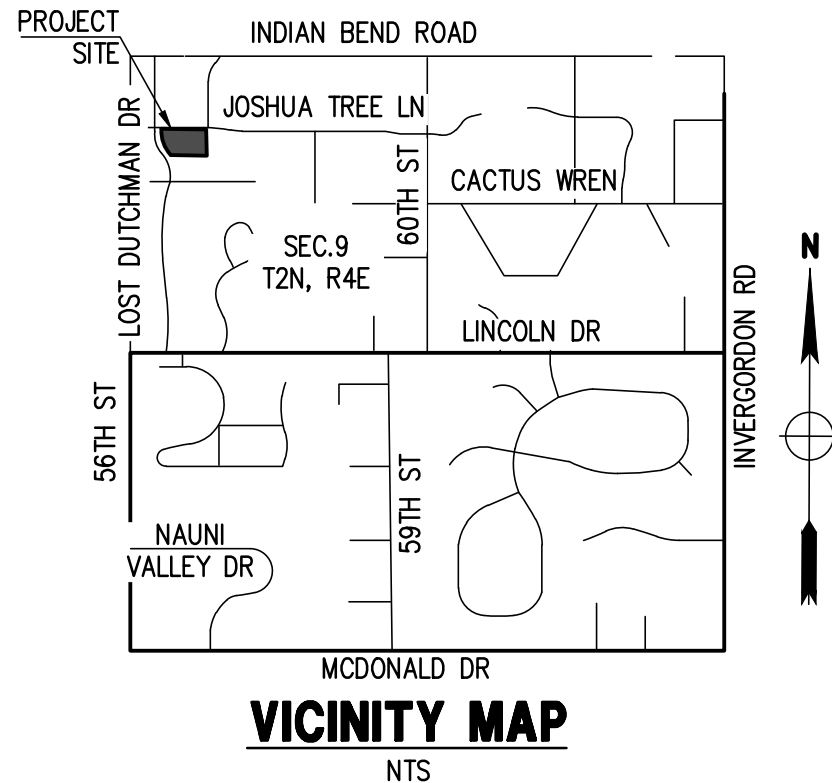 PROJECT
SITE
INDIAN BEND ROAD
JOSHUA TREE LN
LOST DUTCHMAN DR
60TH ST
CACTUS WREN
SEC.9
T2N, R4E
N
LINCOLN DR
INVERGORDON RD
56TH ST
59TH ST
NAUNI
VALLEY DR
MCDONALD DR
VICINITY MAP
NTS